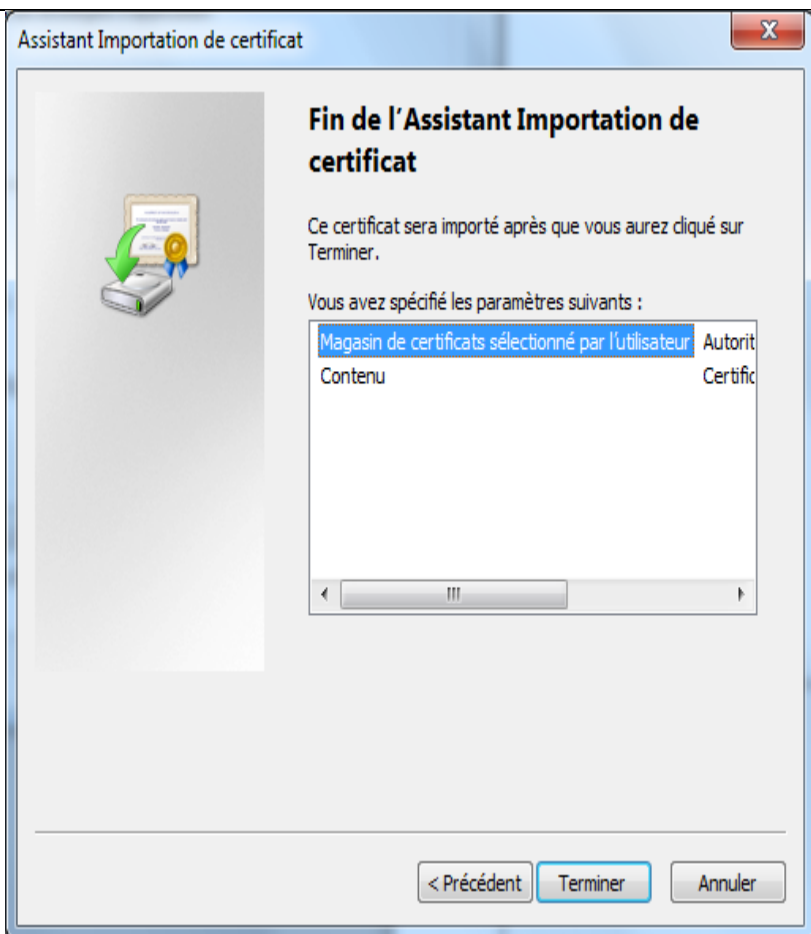 Assistant Importation de certificat
Fin de l'Assistant Importation de
certificat
Ce certificat sera importé après que vous aurez cliqué sur
Terminer.
Vous avez spécifié les paramètres suivants :
Magasin de certificats sélectionné par l'utilisateur Autorit
Contenu Certific
< Précédent Terminer Annuler